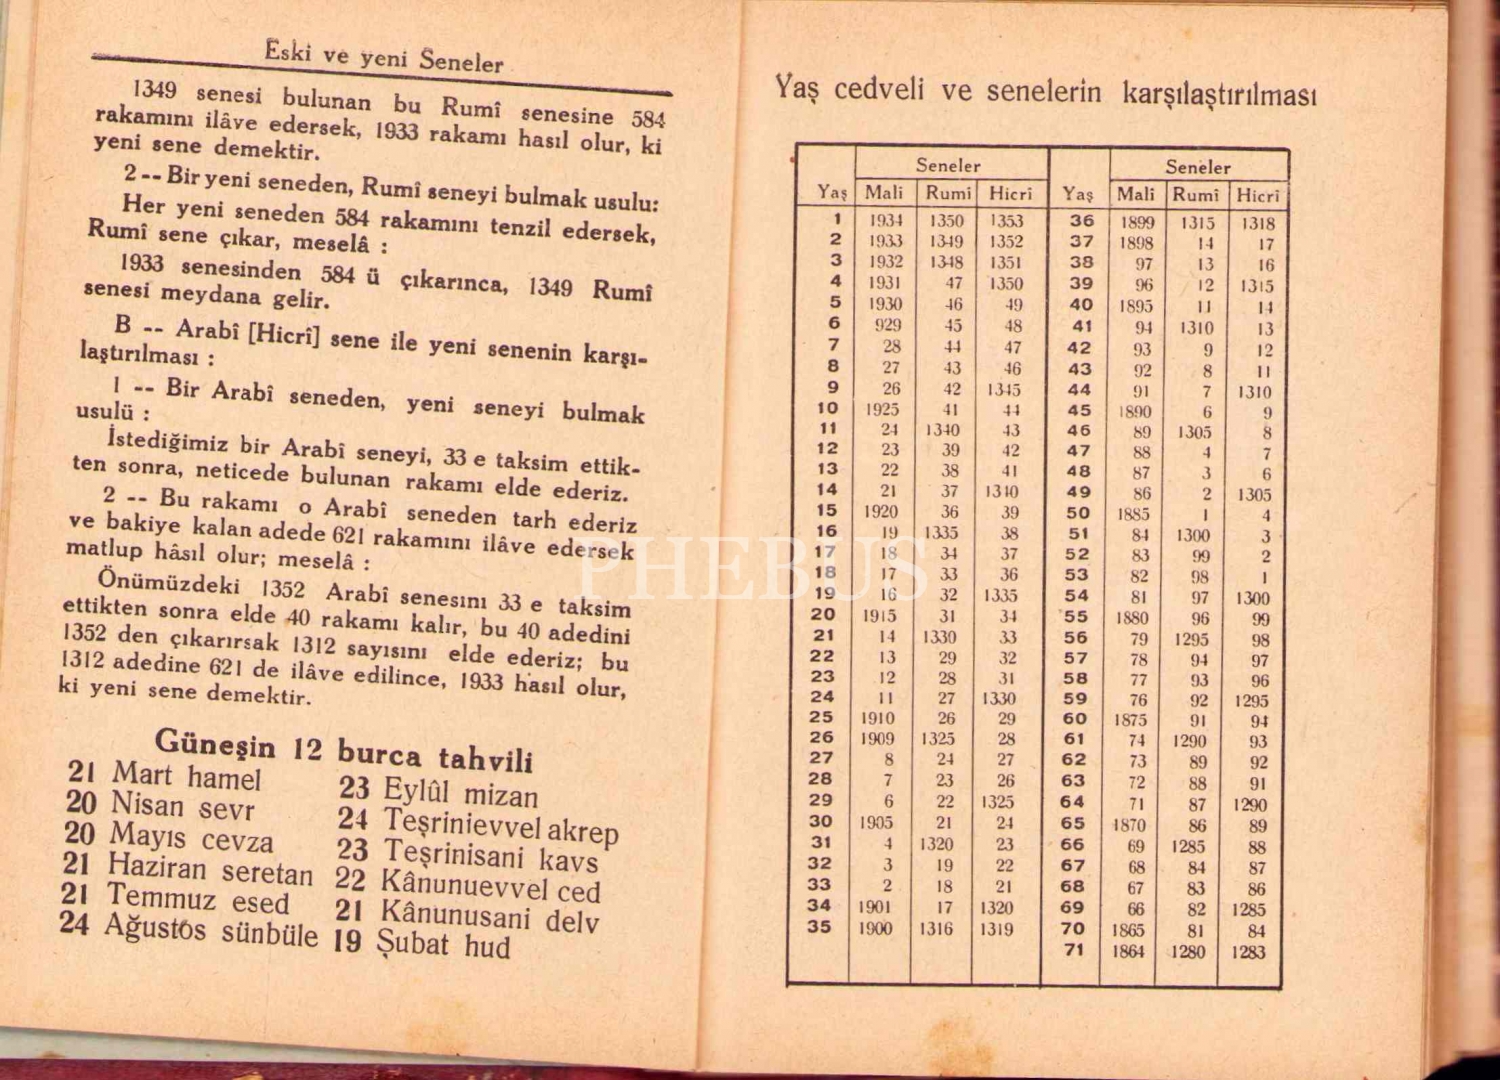 Eski ve yeni Seneler
1349 senesi bulunan bu Rumî senesine 584
rakamını ilâve edersek, 1933 rakamı hasıl olur, ki
yeni sene demektir.
2 -- Bir yeni seneden, Rumî seneyi bulmak usulu:
Her yeni seneden 584 rakamını tenzil edersek,
Rumî sene çıkar, meselâ :
1933 senesinden 584 ü çıkarınca, 1349 Rumî
senesi meydana gelir.
B -- Arabî [Hicrî] sene ile yeni senenin karşı-
laştırılması :
1 -- Bir Arabî seneden, yeni seneyi bulmak
usulü :
İstediğimiz bir Arabî seneyi, 33 e taksim ettik-
ten sonra, neticede bulunan rakamı elde ederiz.
2 -- Bu rakamı o Arabî seneden tarh ederiz
ve bakiye kalan adede 621 rakamını ilâve edersek
matlup hâsıl olur; meselâ :
Önümüzdeki 1352 Arabî senesını 33 e taksim
ettikten sonra elde 40 rakamı kalır, bu 40 adedini
1352 den çıkarırsak 1312 sayısını elde ederiz; bu
1312 adedine 621 de ilâve edilince, 1933 hasıl olur,
ki yeni sene demektir.
Güneşin 12 burca tahvili
21 Mart hamel
20 Nisan sevr
20 Mayıs cevza
21 Haziran seretan
21 Temmuz esed
24 Ağustos sünbüle
23 Eylûl mizan
24 Teşrinievvel akrep
23 Teşrinisani kavs
22 Kânunuevvel ced
21 Kânunusani delv
19 Şubat hud
Yaş cedveli ve senelerin karşılaştırılması
Seneler
Yaş Mali Rumî Hicrî
1 1934 1350 1353
2 1933 1349 1352
3 1932 1348 1351
4 1931 47 1350
5 1930 46 49
6 929 45 48
7 28 44 47
8 27 43 46
9 26 42 1345
10 1925 41 44
11 24 1340 43
12 23 39 42
13 22 38 41
14 21 37 1340
15 1920 36 39
16 19 1335 38
17 18 34 37
18 17 33 36
19 16 32 1335
20 1915 31 34
21 14 1330 33
22 13 29 32
23 12 28 31
24 11 27 1330
25 1910 26 29
26 1909 1325 28
27 8 24 27
28 7 23 26
29 6 22 1325
30 1905 21 24
31 4 1320 23
32 3 19 22
33 2 18 21
34 1901 17 1320
35 1900 1316 1319
Seneler
Yaş Malî Rumî Hicrî
36 1899 1315 1318
37 1898 14 17
38 97 13 16
39 96 12 1315
40 1895 11 14
41 94 1310 13
42 93 9 12
43 92 8 11
44 91 7 1310
45 1890 6 9
46 89 1305 8
47 88 4 7
48 87 3 6
49 86 2 1305
50 1885 1 4
51 84 1300 3
52 83 99 2
53 82 98 1
54 81 97 1300
55 1880 96 99
56 79 1295 98
57 78 94 97
58 77 93 96
59 76 92 1295
60 1875 91 94
61 74 1290 93
62 73 89 92
63 72 88 91
64 71 87 1290
65 1870 86 89
66 69 1285 88
67 68 84 87
68 67 83 86
69 66 82 1285
70 1865 81 84
71 1864 1280 1283
PHEBUS